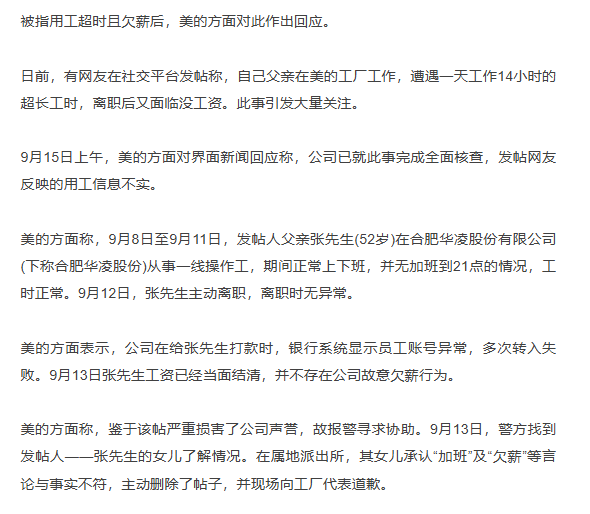 被指用工超时且欠薪后，美的方面对此作出回应。
日前，有网友在社交平台发帖称，自己父亲在美的工厂工作，遭遇一天工作14小时的
超长工时，离职后又面临没工资。此事引发大量关注。
9月15日上午，美的方面对界面新闻回应称，公司已就此事完成全面核查，发帖网友
反映的用工信息不实。
美的方面称，9月8日至9月11日，发帖人父亲张先生(52岁)在合肥华凌股份有限公司
(下称合肥华凌股份)从事一线操作工，期间正常上下班，并无加班到21点的情况，工
时正常。9月12日，张先生主动离职，离职时无异常。
美的方面表示，公司在给张先生打款时，银行系统显示员工账号异常，多次转入失
败。9月13日张先生工资已经当面结清，并不存在公司故意欠薪行为。
美的方面称，鉴于该帖严重损害了公司声誉，故报警寻求协助。9月13日，警方找到
发帖人——张先生的女儿了解情况。在属地派出所，其女儿承认“加班”及“欠薪”等言
论与事实不符，主动删除了帖子，并现场向工厂代表道歉。